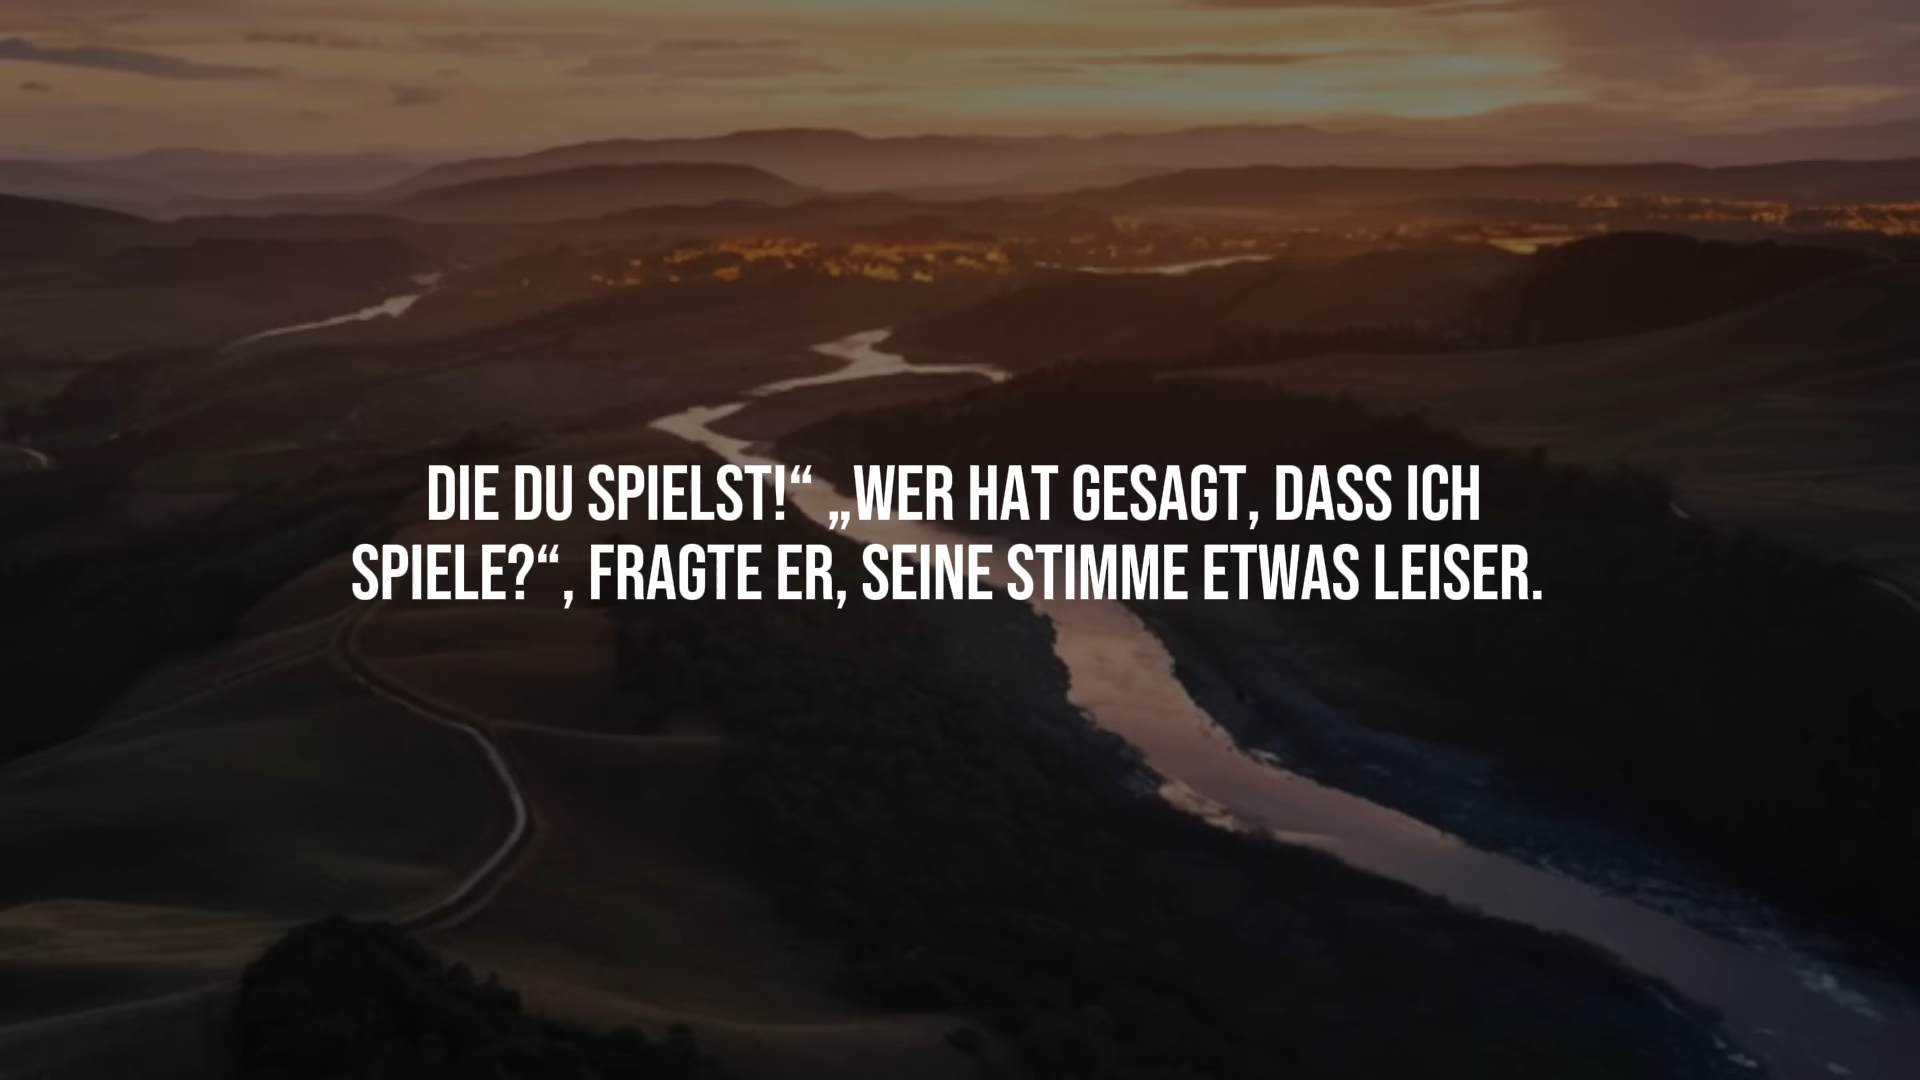 DIE DU SPIELST!“ „WER HAT GESAGT, DASS ICH
SPIELE?“, FRAGTE ER, SEINE STIMME ETWAS LEISER.